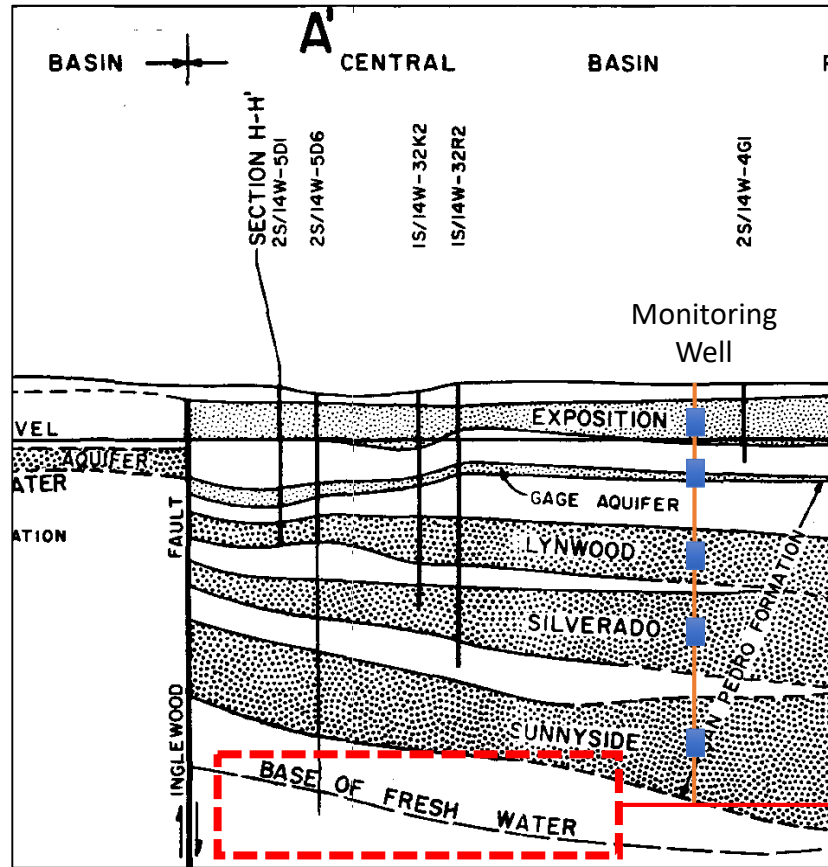 A'
BASIN
CENTRAL
BASIN
SECTION H-H'
2S/14W-5D1
2S/14W-5D6
1S/14W-32K2
1S/14W-32R2
2S/14W-4G1
Monitoring
Well
EXPOSITION
VEL
AQUIFER
ATER
GAGE AQUIFER
ATION
FAULT
LYNWOOD
SILVERADO
N PEDRO FORMATION
SUNNYSIDE
INGLEWOOD
BASE OF FRESH WATER